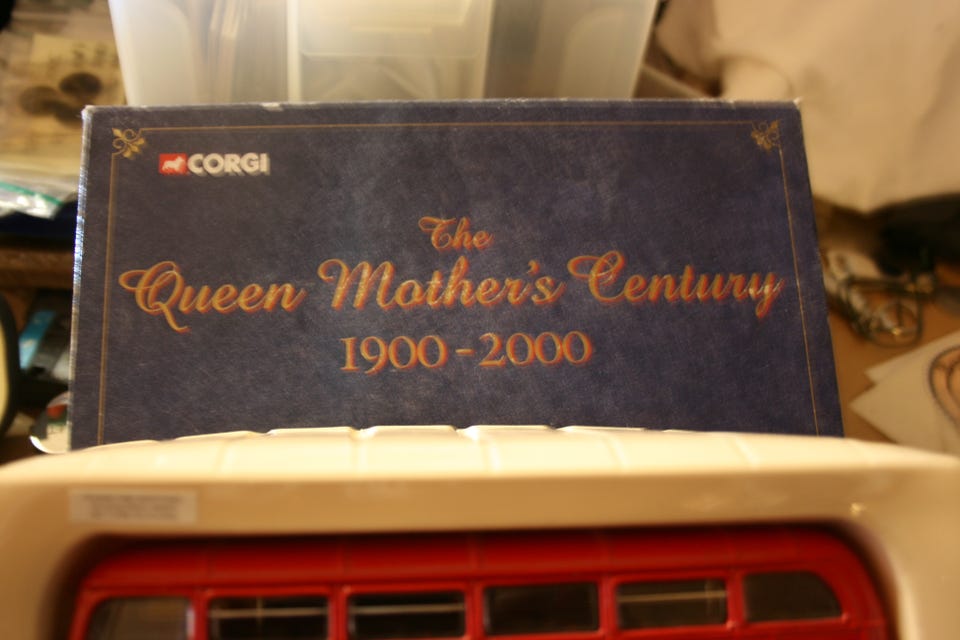 CORGI
The
Queen Mother's Century
1900-2000